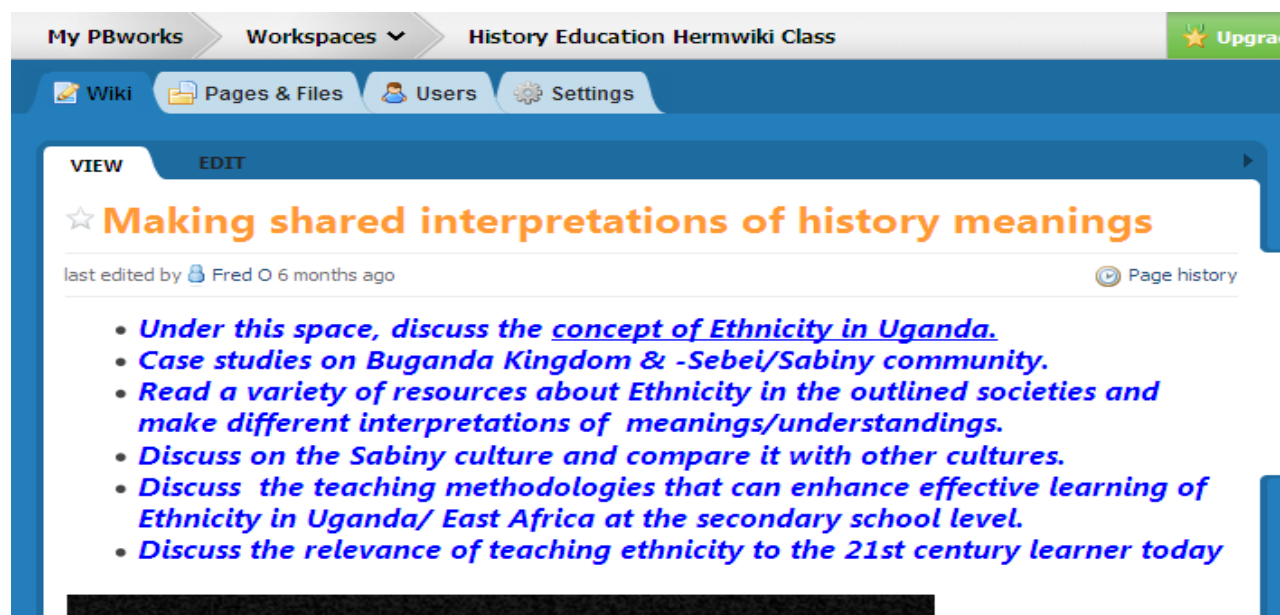 My PBworks Workspaces History Education Hermwiki Class
Wiki Pages & Files Users Settings
VIEW EDIT
Making shared interpretations of history meanings
last edited by Fred O 6 months ago Page history
• Under this space, discuss the concept of Ethnicity in Uganda.
• Case studies on Buganda Kingdom & -Sebei/Sabiny community.
• Read a variety of resources about Ethnicity in the outlined societies and
make different interpretations of meanings/understandings.
• Discuss on the Sabiny culture and compare it with other cultures.
• Discuss the teaching methodologies that can enhance effective learning of
Ethnicity in Uganda/ East Africa at the secondary school level.
• Discuss the relevance of teaching ethnicity to the 21st century learner today